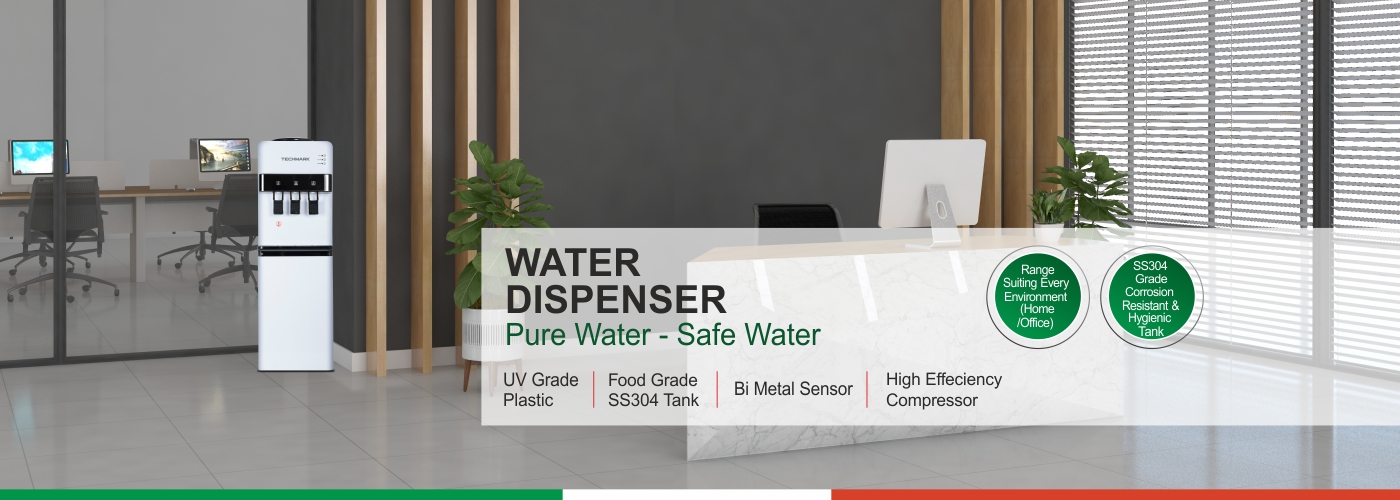 TECHMARK
WATER
DISPENSER
Pure Water - Safe Water
UV Grade
Plastic
Food Grade
SS304 Tank
Bi Metal Sensor
High Effeciency
Compressor
Range
Suiting Every
Environment
(Home
/Office)
SS304
Grade
Corrosion
Resistant &
Hygienic
Tank